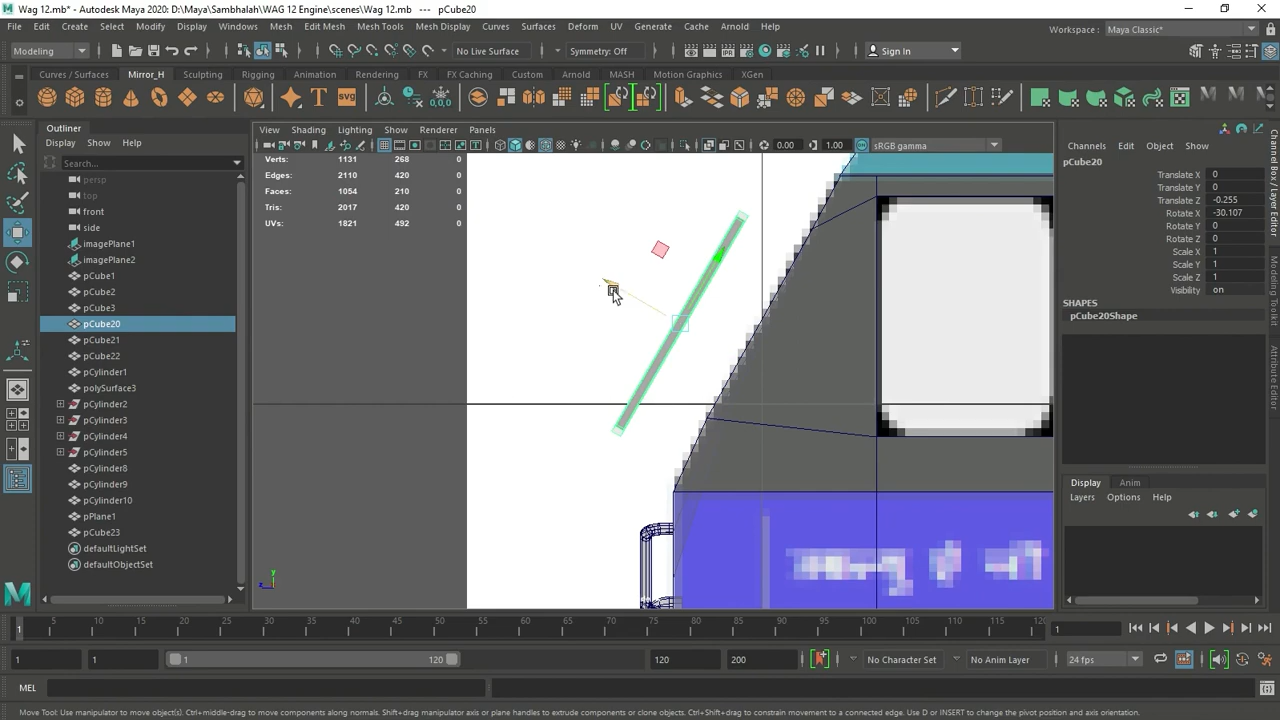 Wag 12.mb* - Autodesk Maya 2020: D:\Maya\Sambhalah\WAG 12 Engine\scenes\Wag 12.mb --- pCube20
File Edit Create Select Modify Display Windows Mesh Edit Mesh Mesh Tools Mesh Display Curves Surfaces Deform UV Generate Cache Arnold Help
Workspace : Maya Classic*
Modeling
No Live Surface
Symmetry: Off
Sign In
Curves / Surfaces Mirror_H Sculpting Rigging Animation Rendering FX FX Caching Custom Arnold MASH Motion Graphics XGen
SVG
0,0,0
Outliner
Display Show Help
Search...
persp
top
front
side
imagePlane1
imagePlane2
pCube1
pCube2
pCube3
pCube20
pCube21
pCube22
pCylinder1
polySurface3
pCylinder2
pCylinder3
pCylinder4
pCylinder5
pCylinder8
pCylinder9
pCylinder10
pPlane1
pCube23
defaultLightSet
defaultObjectSet
View Shading Lighting Show Renderer Panels
0.00 1.00 sRGB gamma
Verts: 1131 268 0
Edges: 2110 420 0
Faces: 1054 210 0
Tris: 2017 420 0
UVs: 1821 492 0
y
z
Channels Edit Object Show
pCube20
Translate X 0
Translate Y 0
Translate Z -0.255
Rotate X -30.107
Rotate Y 0
Rotate Z 0
Scale X 1
Scale Y 1
Scale Z 1
Visibility on
SHAPES
pCube20Shape
Display Anim
Layers Options Help
Channel Box / Layer Editor
Modeling Toolkit
Attribute Editor
1 5 10 15 20 25 30 35 40 45 50 55 60 65 70 75 80 85 90 95 100 105 110 115 120
1
1 1 1 120 120 200
No Character Set
No Anim Layer
24 fps
MEL
Move Tool: Use manipulator to move object(s). Ctrl+middle-drag to move components along normals. Shift+drag manipulator axis or plane handles to extrude components or clone objects. Ctrl+Shift+drag to constrain movement to a connected edge. Use D or INSERT to change the pivot position and axis orientation.